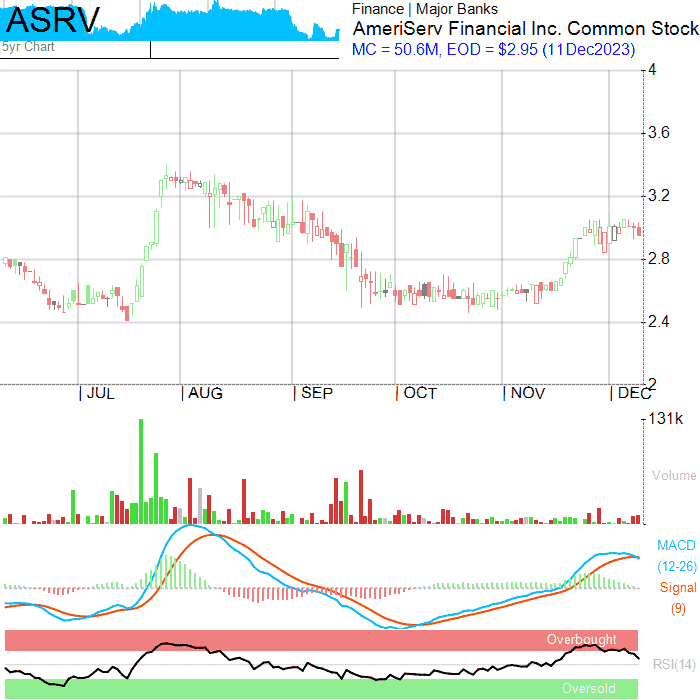 ASRV
5yr Chart
Finance | Major Banks
AmeriServ Financial Inc. Common Stock
MC = 50.6M, EOD = $2.95 (11Dec2023)
4
3.6
3.2
2.8
2.4
2
| JUL | AUG | SEP | OCT | NOV | DEC
131k
Volume
MACD
(12-26)
Signal
(9)
Overbought
RSI(14)
Oversold